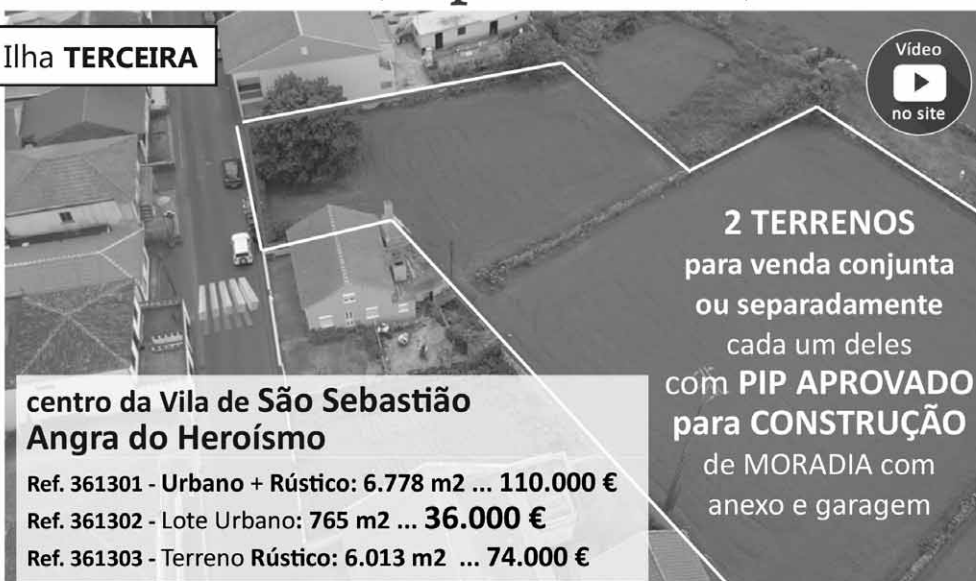 Ilha TERCEIRA
Vídeo
no site
2 TERRENOS
para venda conjunta
ou separadamente
cada um deles
com PIP APROVADO
para CONSTRUÇÃO
de MORADIA com
anexo e garagem
centro da Vila de São Sebastião
Angra do Heroísmo
Ref. 361301 - Urbano + Rústico: 6.778 m2 ... 110.000 €
Ref. 361302 - Lote Urbano: 765 m2 ... 36.000 €
Ref. 361303 - Terreno Rústico: 6.013 m2 ... 74.000 €